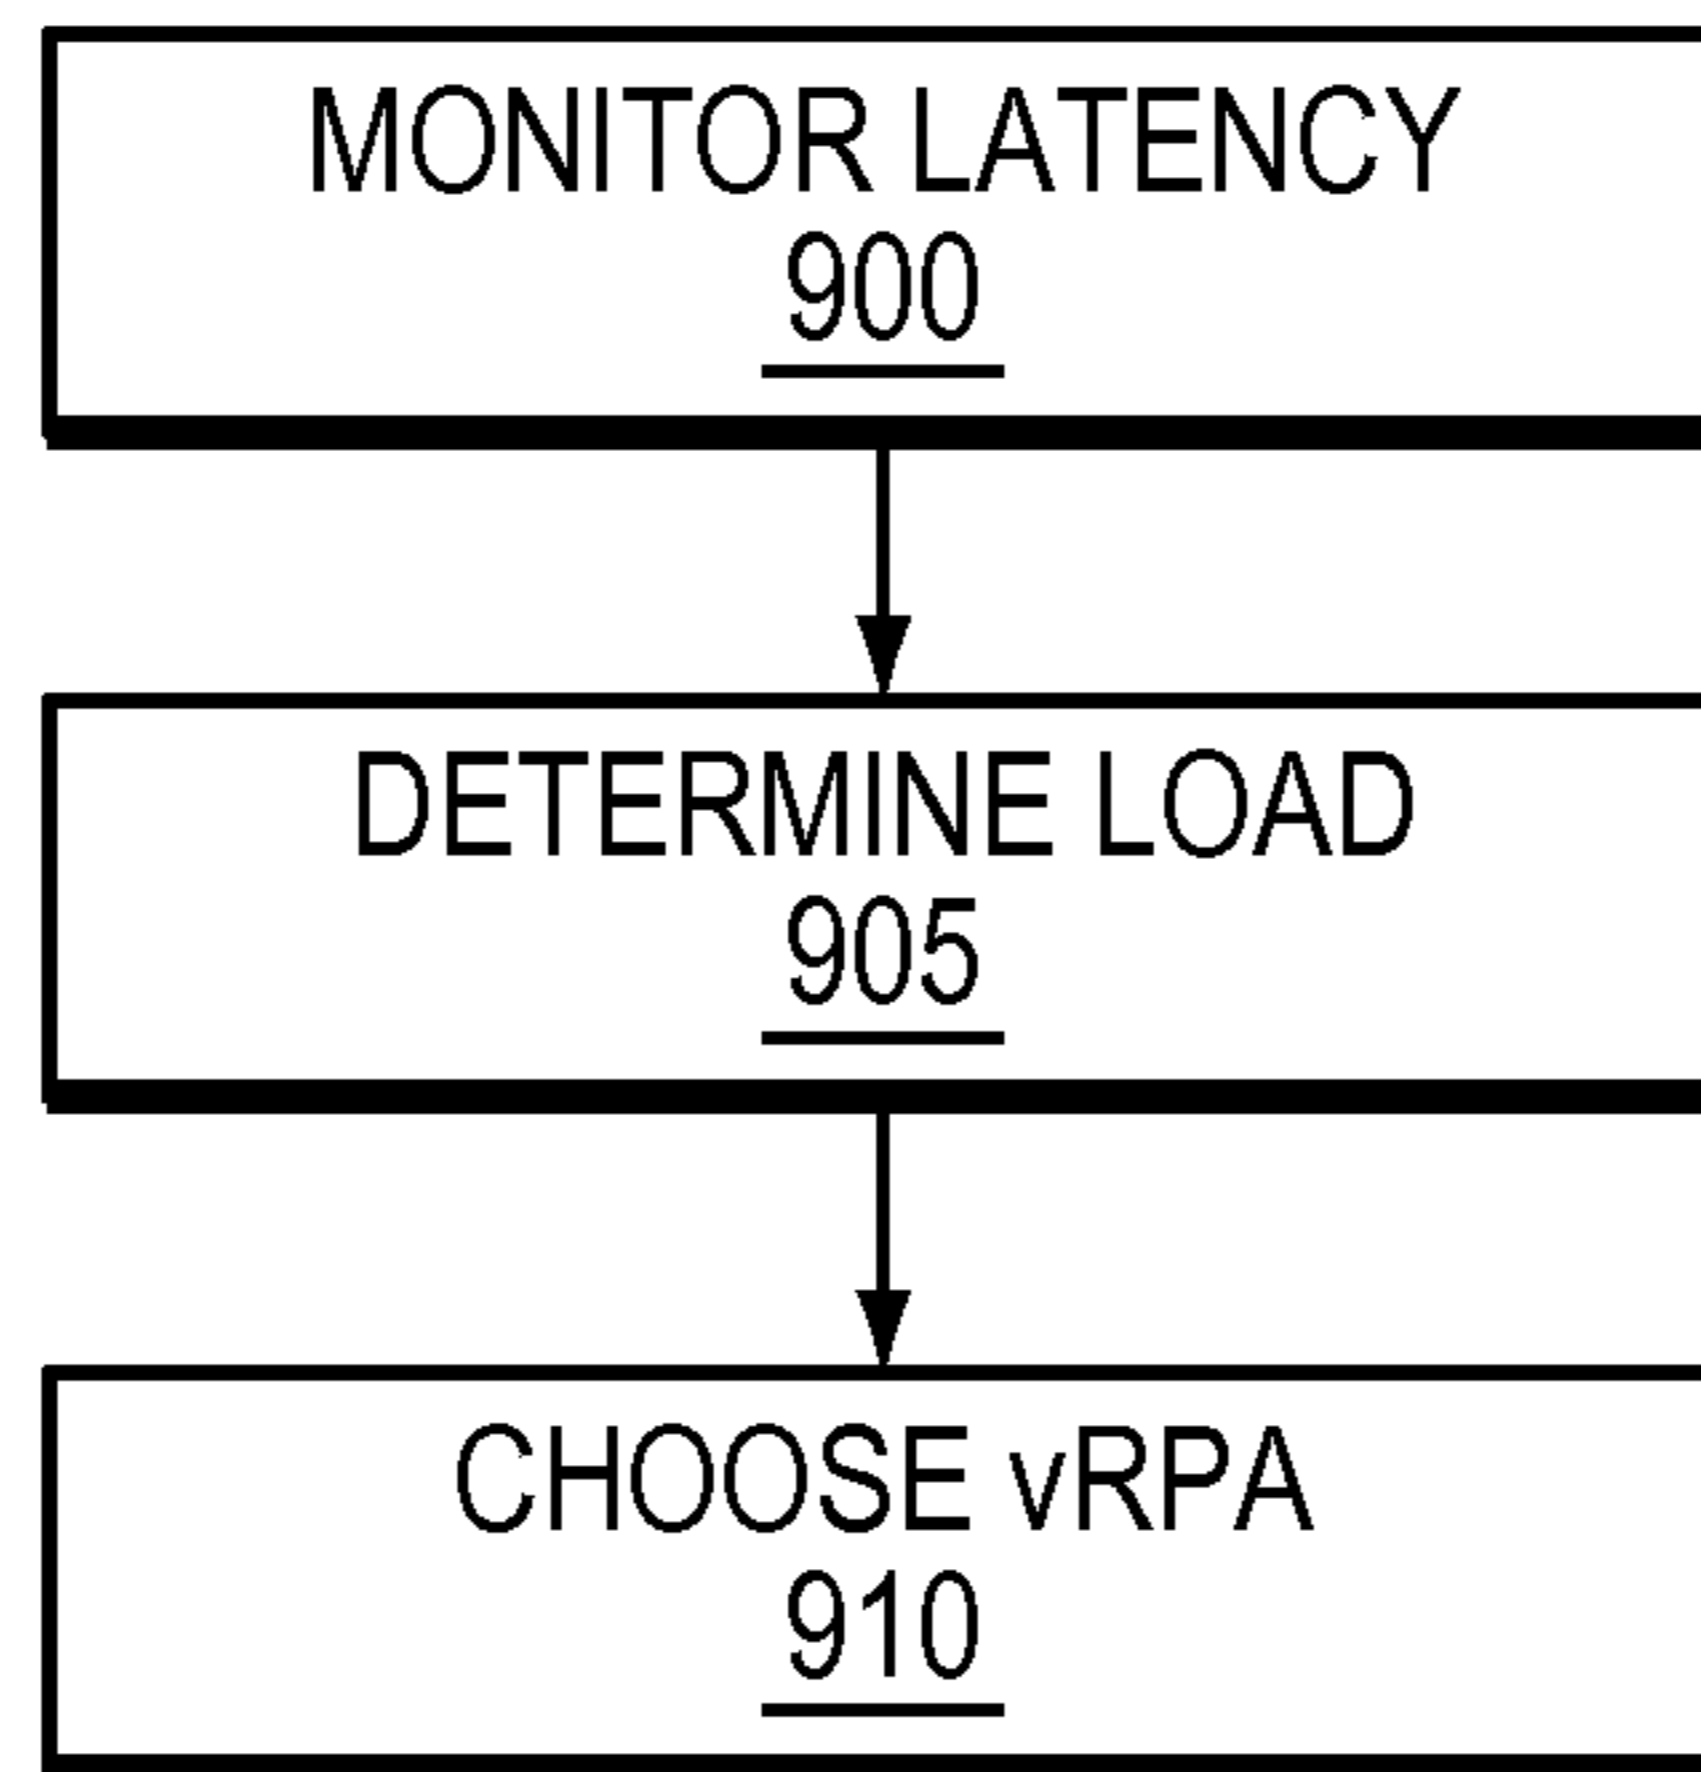 MONITOR LATENCY
900
DETERMINE LOAD
905
CHOOSE vRPA
910